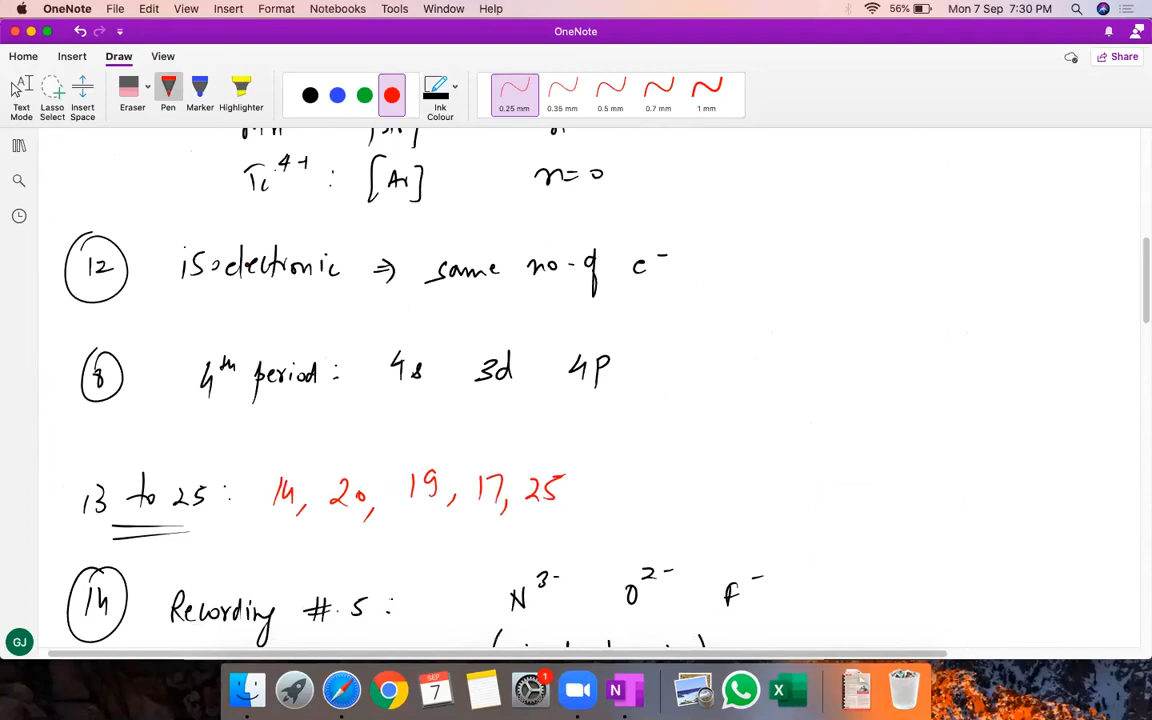 OneNote File Edit View Insert Format Notebooks Tools Window Help 56% Mon 7 Sep 7:30 PM
OneNote
Home Insert Draw View Share
Text Mode Lasso Select Insert Space Eraser Pen Marker Highlighter Ink Colour 0.25 mm 0.35 mm 0.5 mm 0.7 mm 1 mm
4+ : [Ar] n=0
12 isoelectronic ⇒ same no. of e-
8 4th period : 4s 3d 4p
13 to 25 : 14, 20, 19, 17, 25
14 Recording # 5 : N3- O2- F-
GJ
SEP 7 1